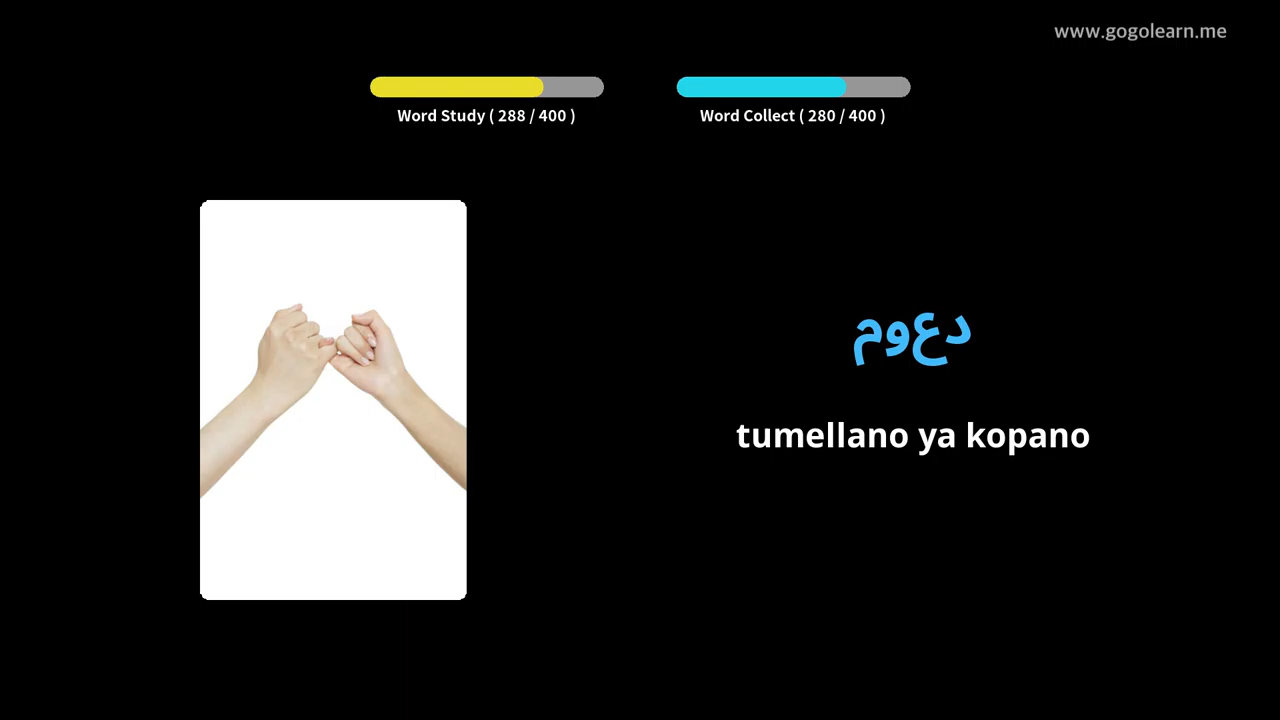 www.gogolearn.me
Word Study ( 288 / 400 )
Word Collect ( 280 / 400 )
دعوم
tumellano ya kopano